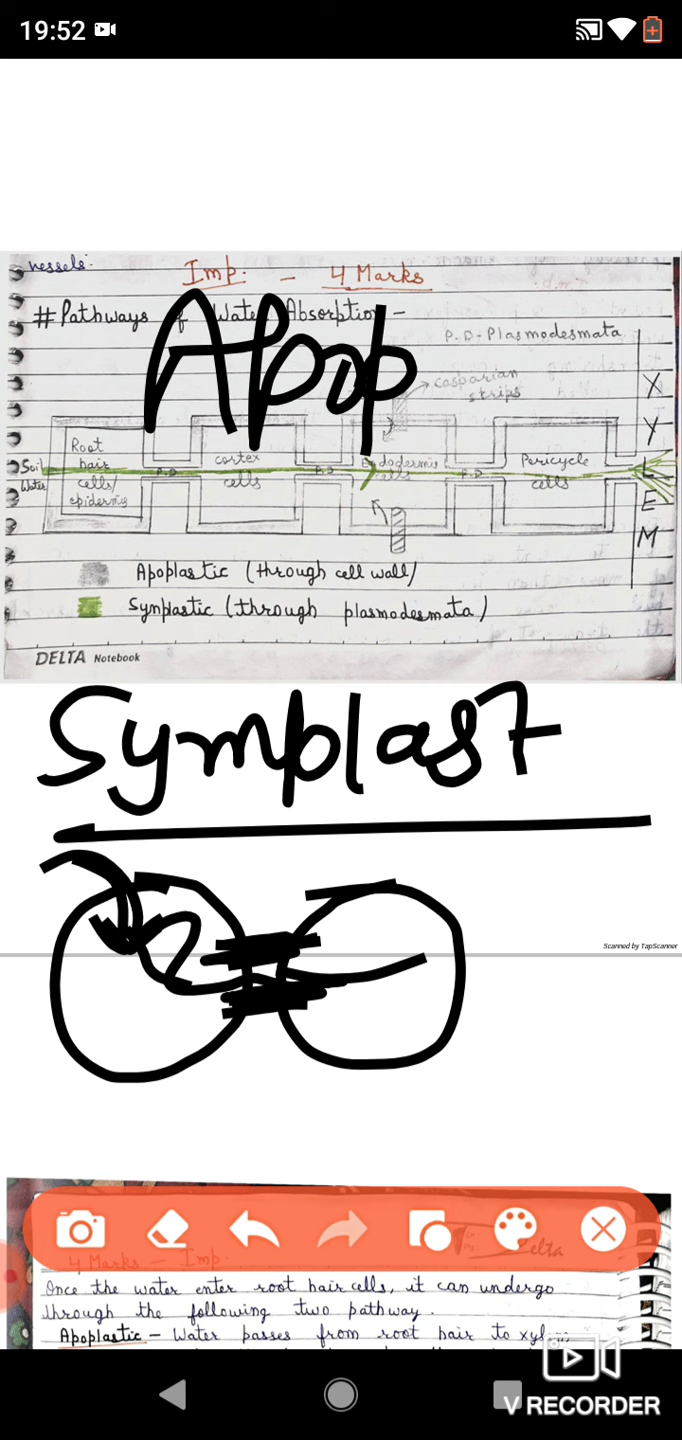 19:52
vessels.
Imp. - 4 Marks
# Pathways of Water Absorption -
P.D - Plasmodesmata
Apop
casparian
strips
XYLEM
Root
hair
cells/
epidermis
Soil
Water
P.D
cortex
cells
P.D
Endodermis
cells
P.D
Pericycle
cells
Apoplastic (through cell wall)
Symplastic (through plasmodesmata)
DELTA Notebook
Symplast
Scanned by TapScanner
Delta
4 Marks - Imp.
Once the water enter root hair cells, it can undergo
through the following two pathway.
Apoplastic - Water passes from root hair to xylem
V RECORDER